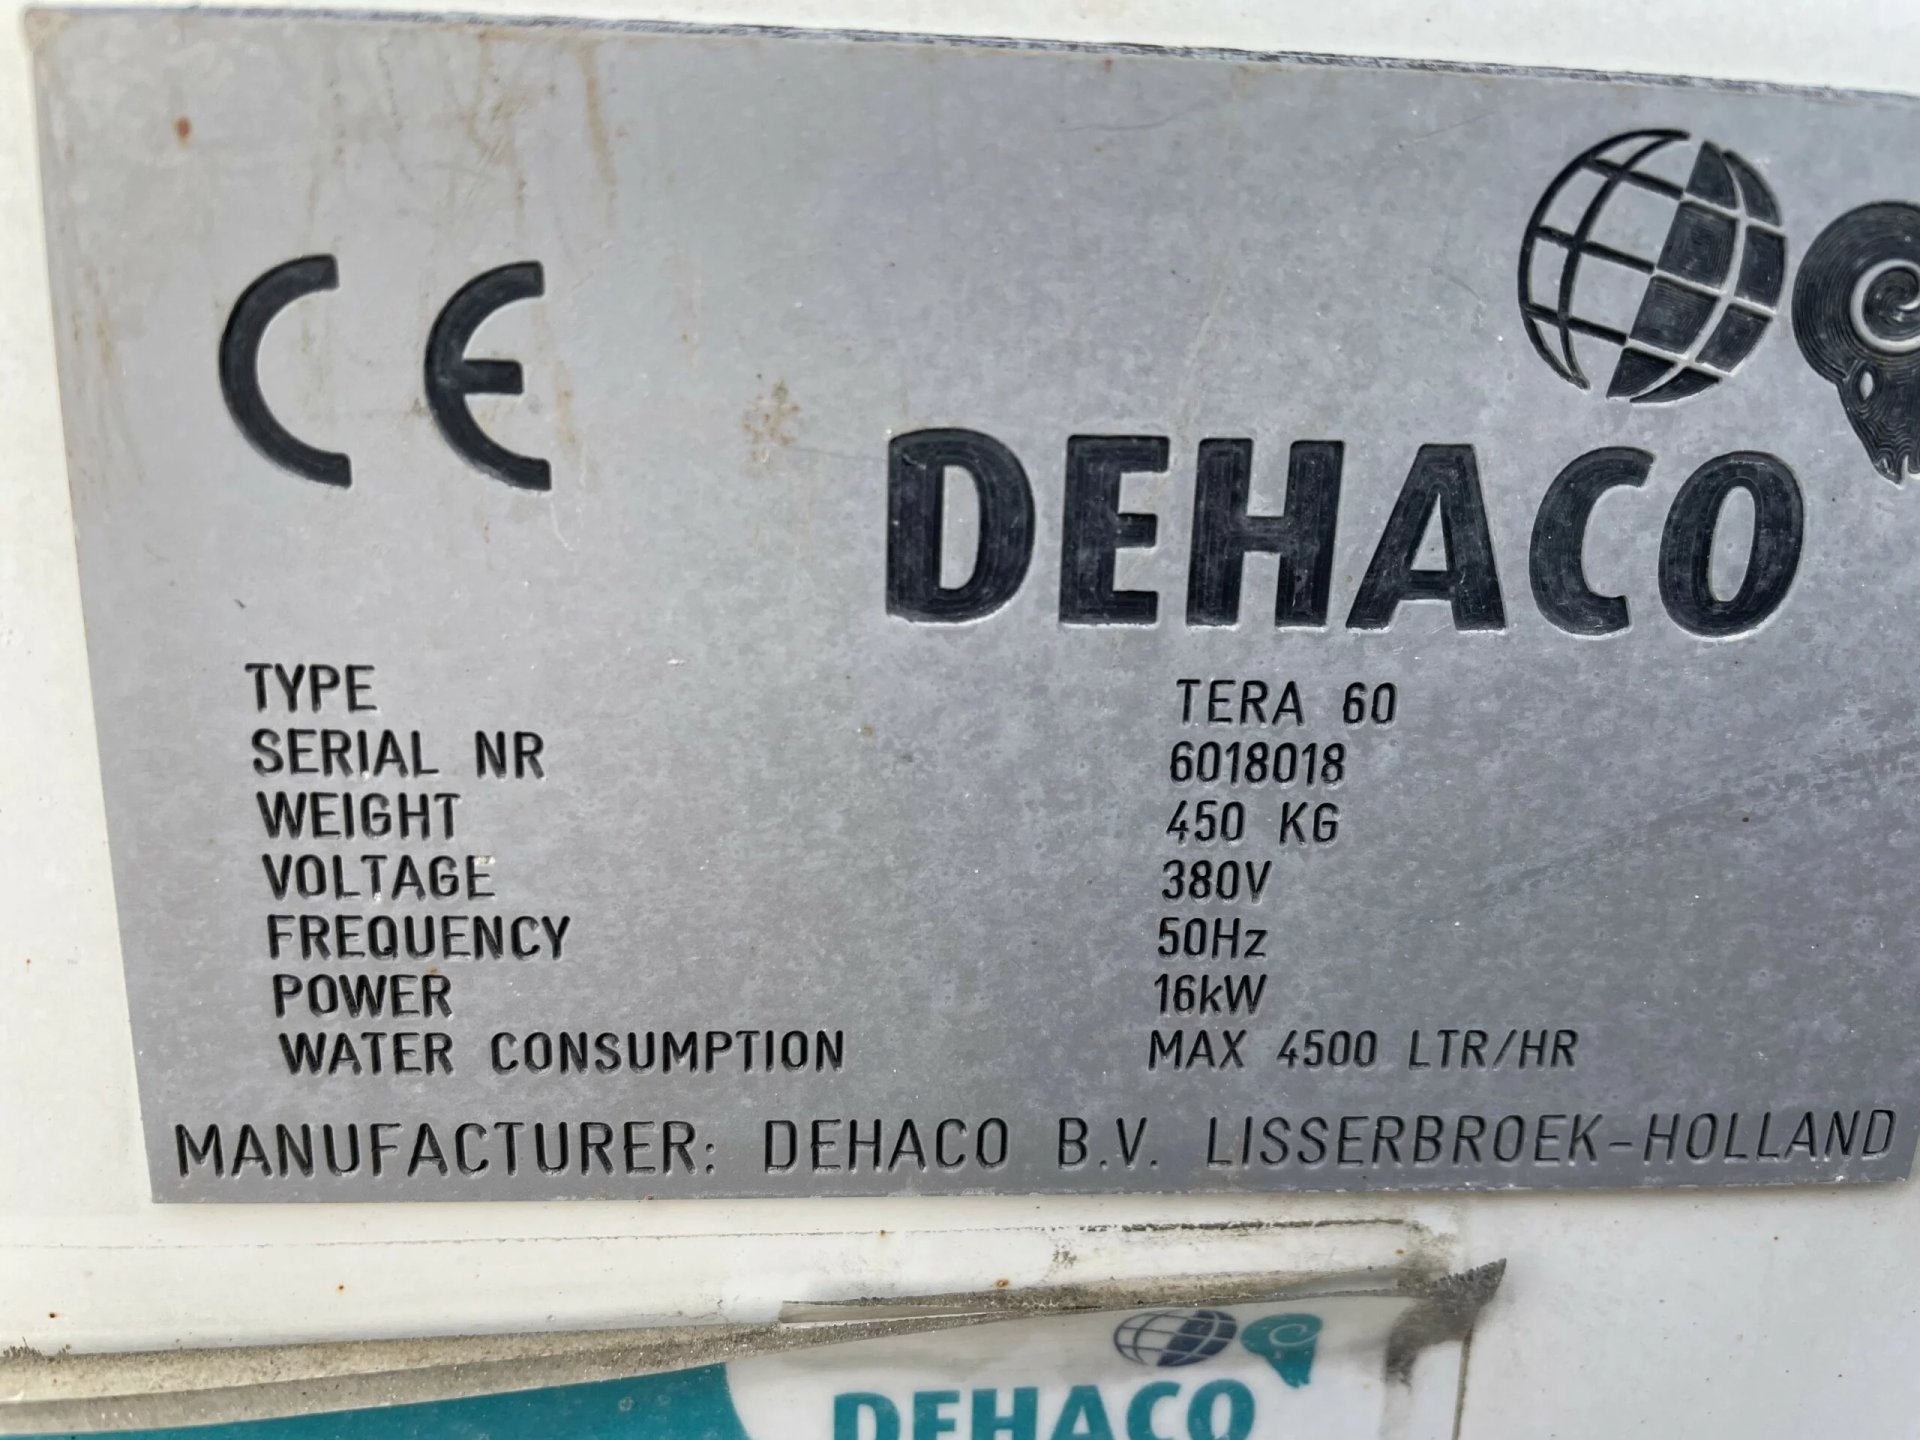 CE
DEHACO
TYPE TERA 60
SERIAL NR 6018018
WEIGHT 450 KG
VOLTAGE 380V
FREQUENCY 50Hz
POWER 16kW
WATER CONSUMPTION MAX 4500 LTR/HR
MANUFACTURER: DEHACO B.V. LISSERBROEK-HOLLAND
DEHACO